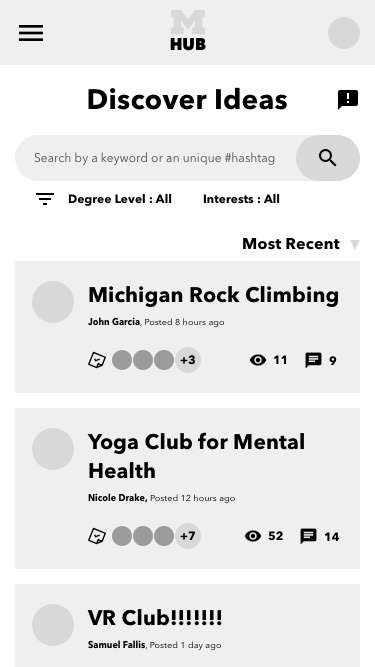 M
HUB
Discover Ideas
Search by a keyword or an unique #hashtag
Degree Level : All Interests : All
Most Recent
Michigan Rock Climbing
John Garcia, Posted 8 hours ago
+3 11 9
Yoga Club for Mental
Health
Nicole Drake, Posted 12 hours ago
+7 52 14
VR Club!!!!!!!
Samuel Fallis, Posted 1 day ago